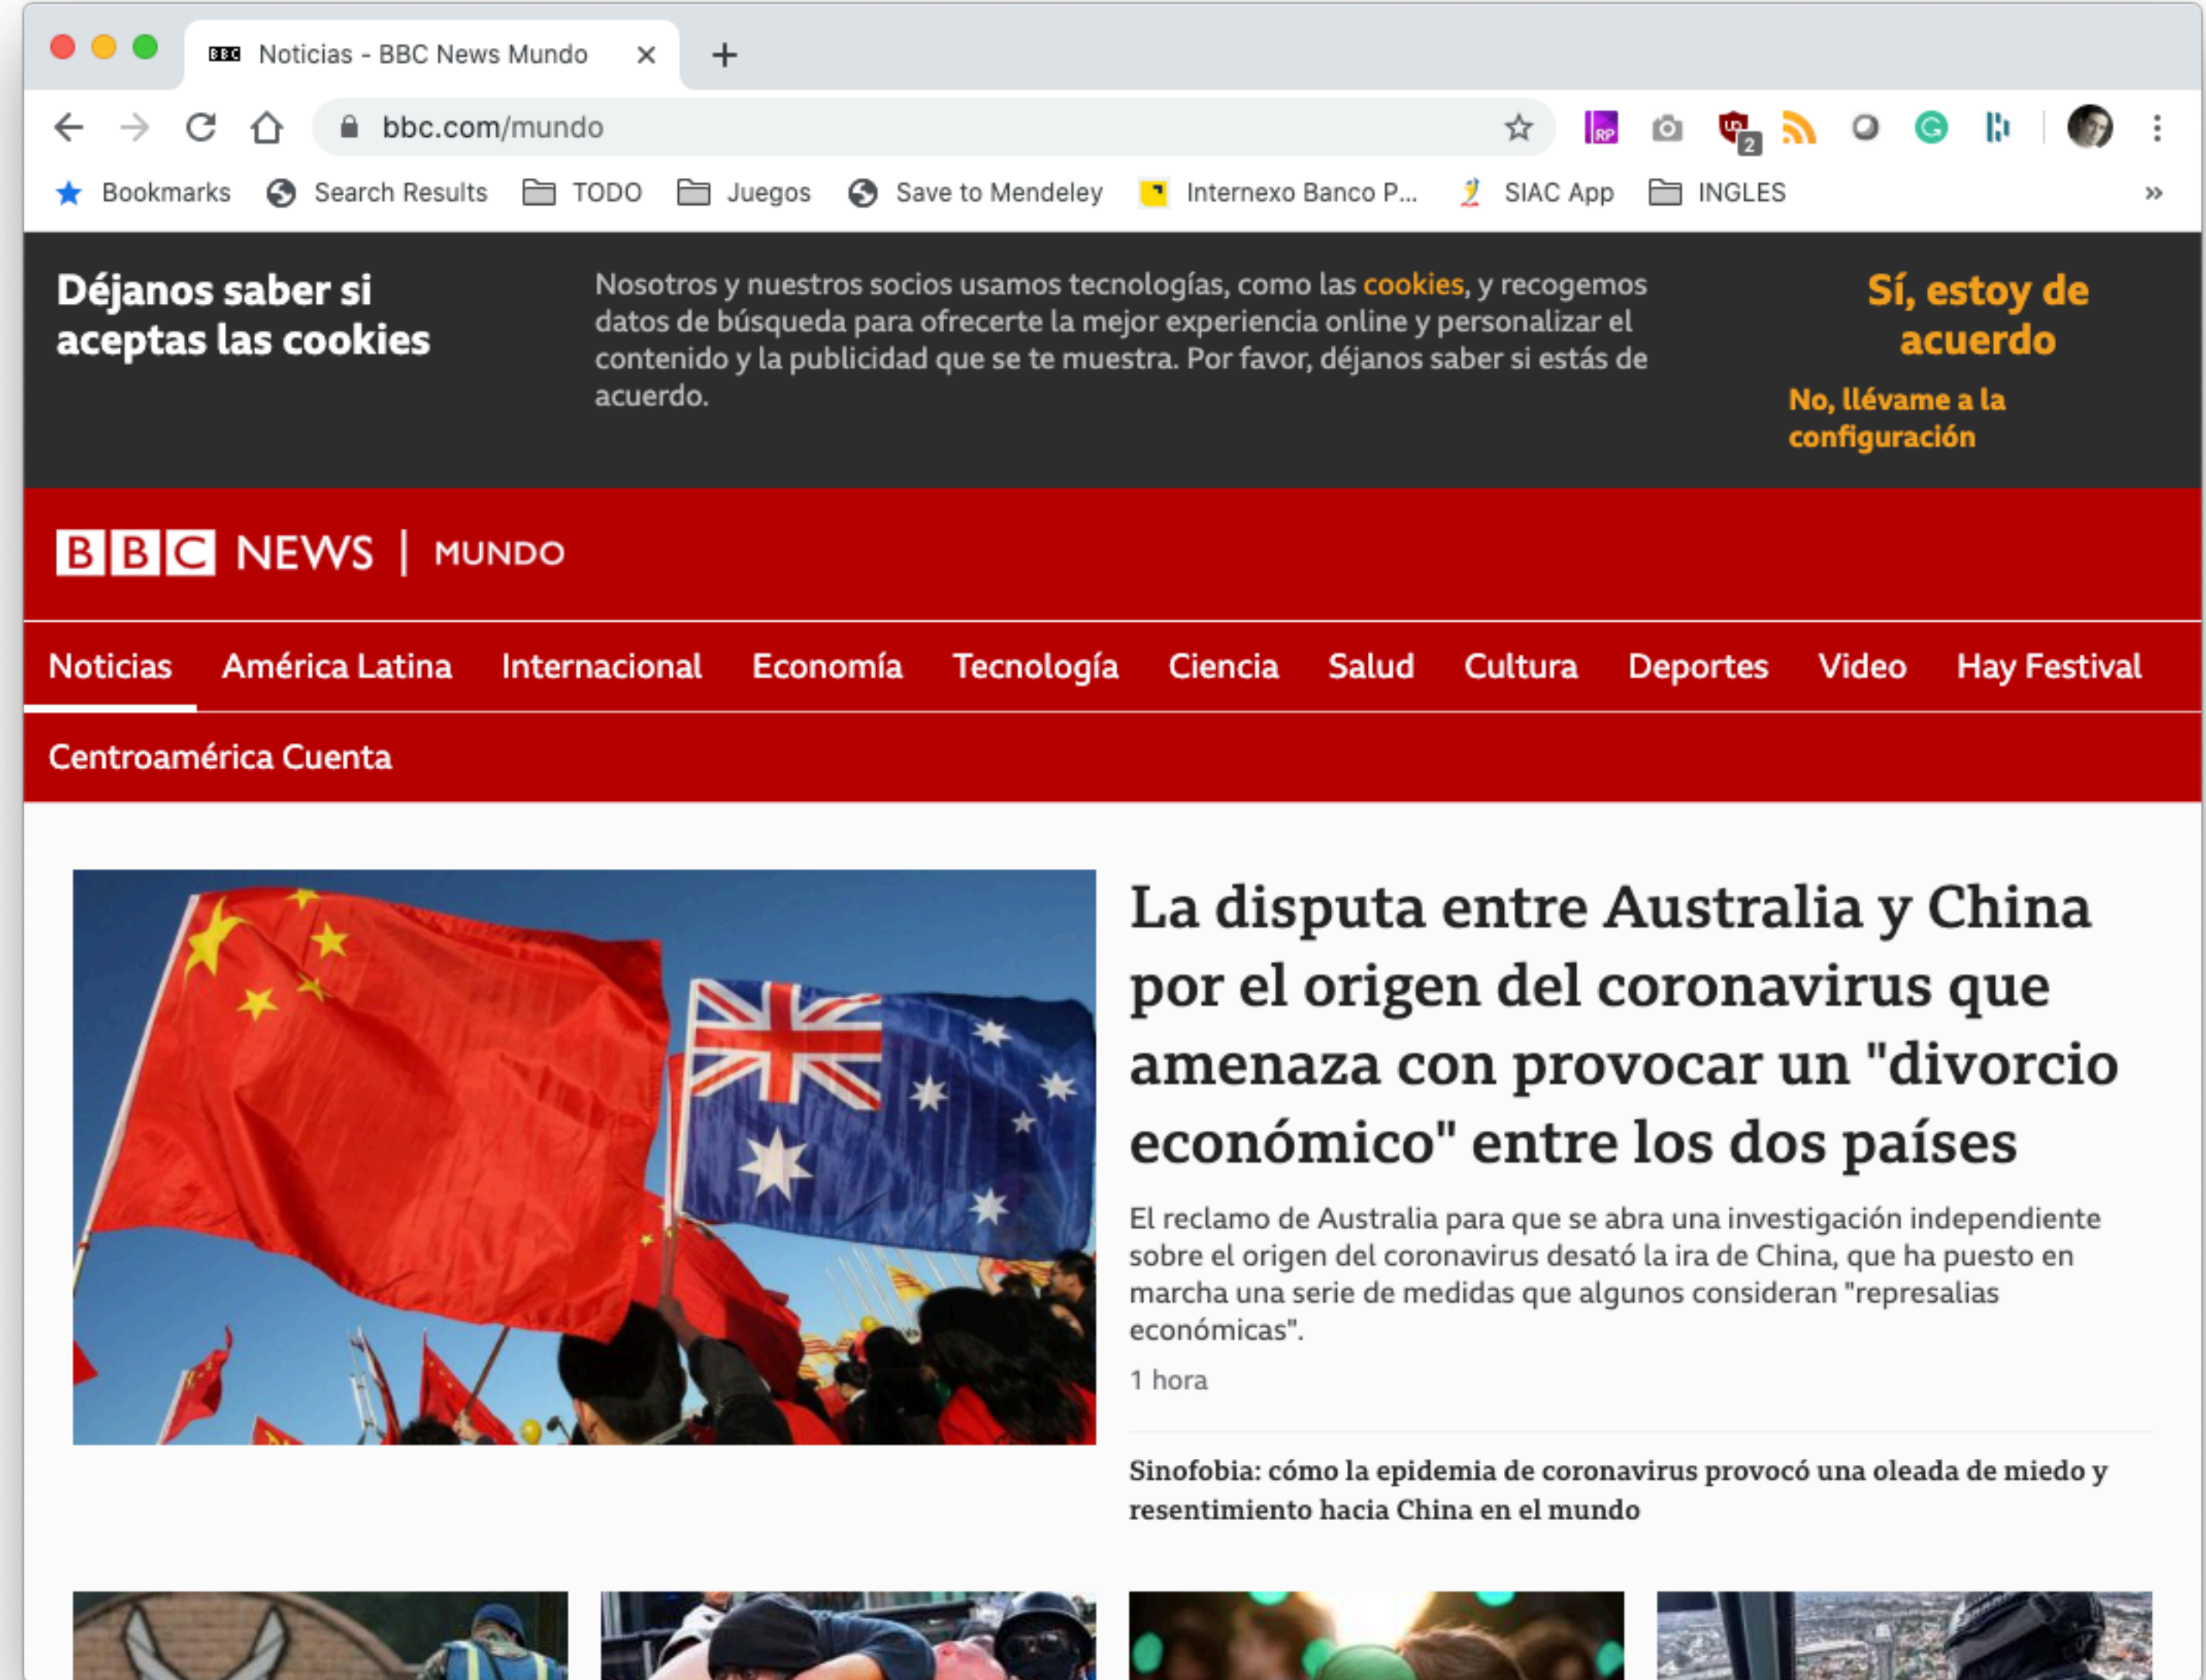 BBC Noticias - BBC News Mundo
bbc.com/mundo
RP
2
Bookmarks Search Results TODO Juegos Save to Mendeley Internexo Banco P... SIAC App INGLES »
Déjanos saber si
aceptas las cookies
Nosotros y nuestros socios usamos tecnologías, como las cookies, y recogemos
datos de búsqueda para ofrecerte la mejor experiencia online y personalizar el
contenido y la publicidad que se te muestra. Por favor, déjanos saber si estás de
acuerdo.
Sí, estoy de
acuerdo
No, llévame a la
configuración
BBC NEWS | MUNDO
Noticias América Latina Internacional Economía Tecnología Ciencia Salud Cultura Deportes Video Hay Festival
Centroamérica Cuenta
La disputa entre Australia y China
por el origen del coronavirus que
amenaza con provocar un "divorcio
económico" entre los dos países
El reclamo de Australia para que se abra una investigación independiente
sobre el origen del coronavirus desató la ira de China, que ha puesto en
marcha una serie de medidas que algunos consideran "represalias
económicas".
1 hora
Sinofobia: cómo la epidemia de coronavirus provocó una oleada de miedo y
resentimiento hacia China en el mundo